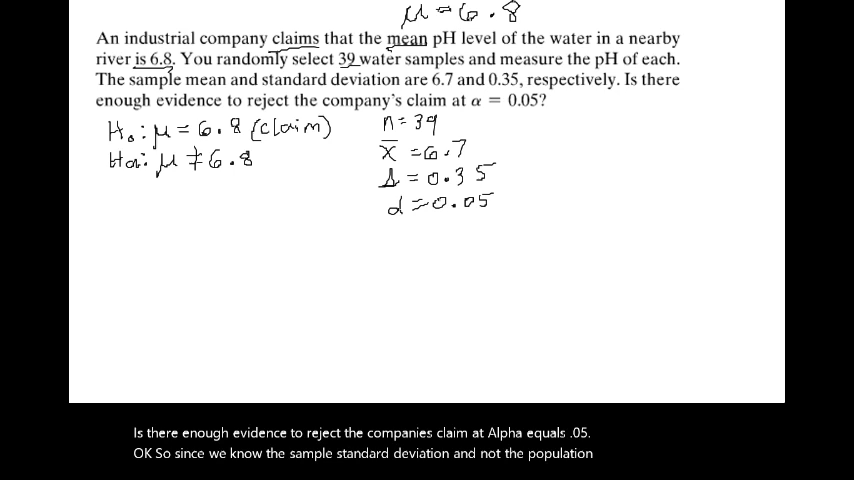 μ = 6.8
An industrial company claims that the mean pH level of the water in a nearby
river is 6.8. You randomly select 39 water samples and measure the pH of each.
The sample mean and standard deviation are 6.7 and 0.35, respectively. Is there
enough evidence to reject the company's claim at α = 0.05?
H₀: μ = 6.8 (claim)
Ha: μ ≠ 6.8
n = 39
x̄ = 6.7
s = 0.35
α = 0.05
Is there enough evidence to reject the companies claim at Alpha equals .05.
OK So since we know the sample standard deviation and not the population